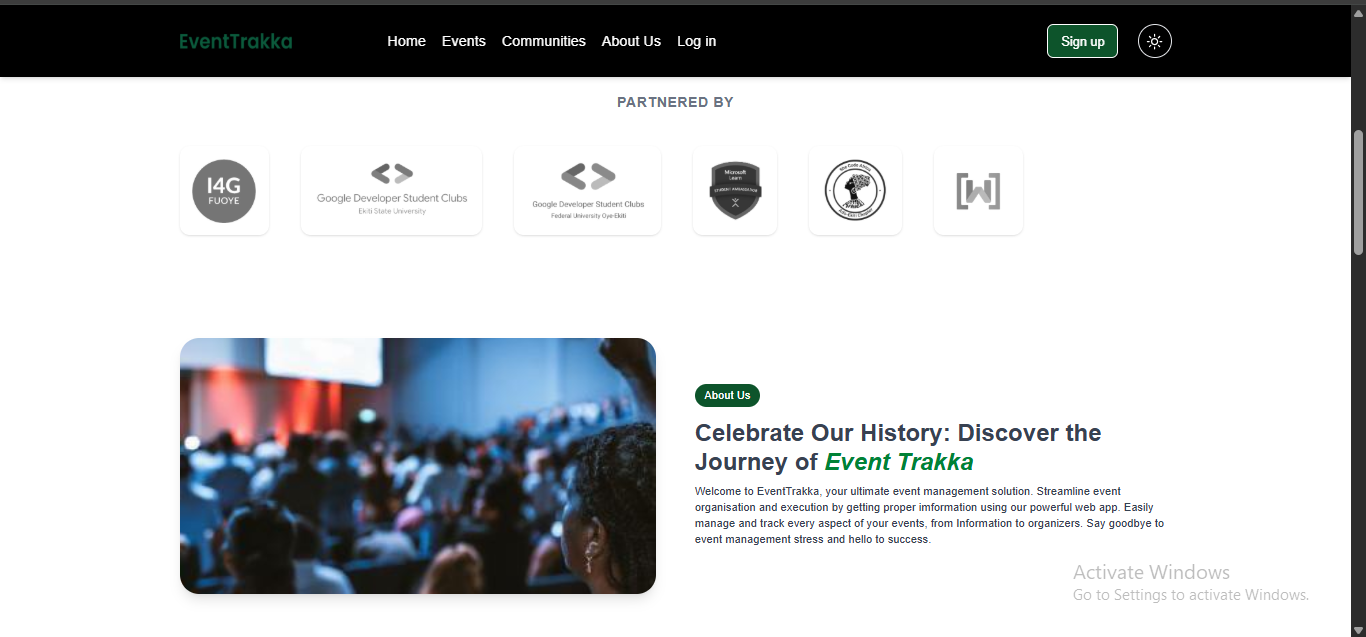 EventTrakka
Home Events Communities About Us Log in
Sign up
PARTNERED BY
I4G
FUOYE
Google Developer Student Clubs
Ekiti State University
Google Developer Student Clubs
Federal University Oye-Ekiti
Microsoft
Learn
STUDENT AMBASSADOR
She Code Africa
W
About Us
Celebrate Our History: Discover the
Journey of Event Trakka
Welcome to EventTrakka, your ultimate event management solution. Streamline event
organisation and execution by getting proper imformation using our powerful web app. Easily
manage and track every aspect of your events, from Information to organizers. Say goodbye to
event management stress and hello to success.
Activate Windows
Go to Settings to activate Windows.